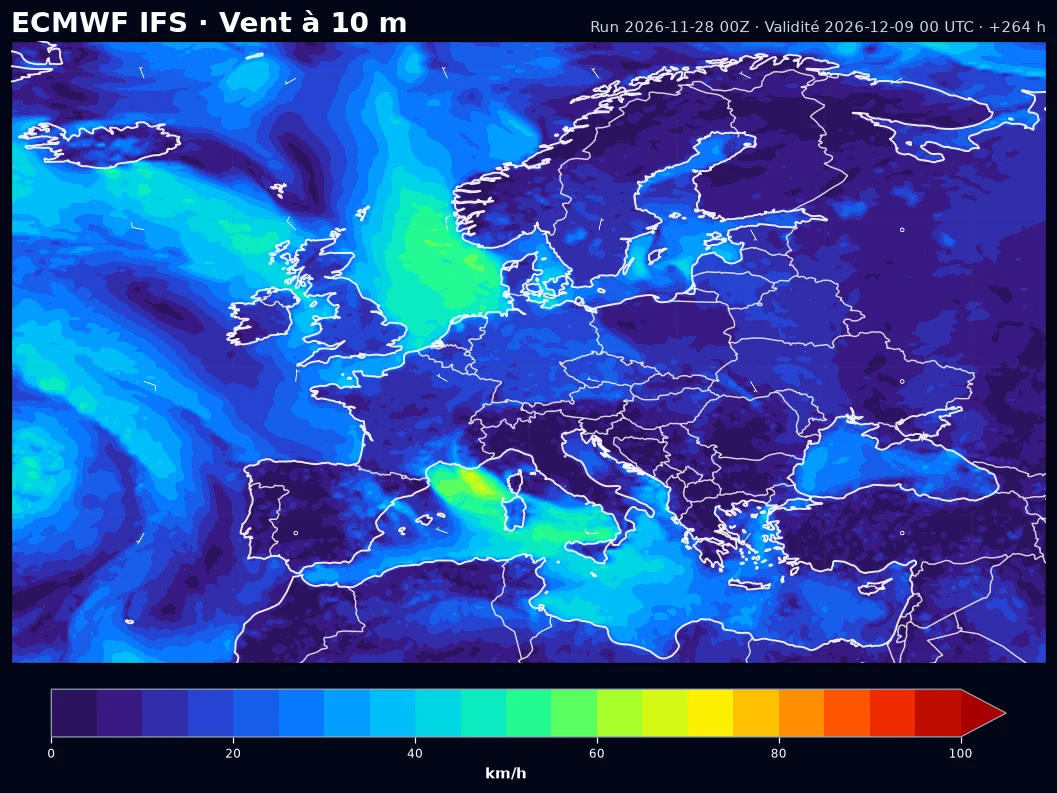 ECMWF IFS · Vent à 10 m
Run 2026-11-28 00Z · Validité 2026-12-09 00 UTC · +264 h
0 20 40 60 80 100
km/h